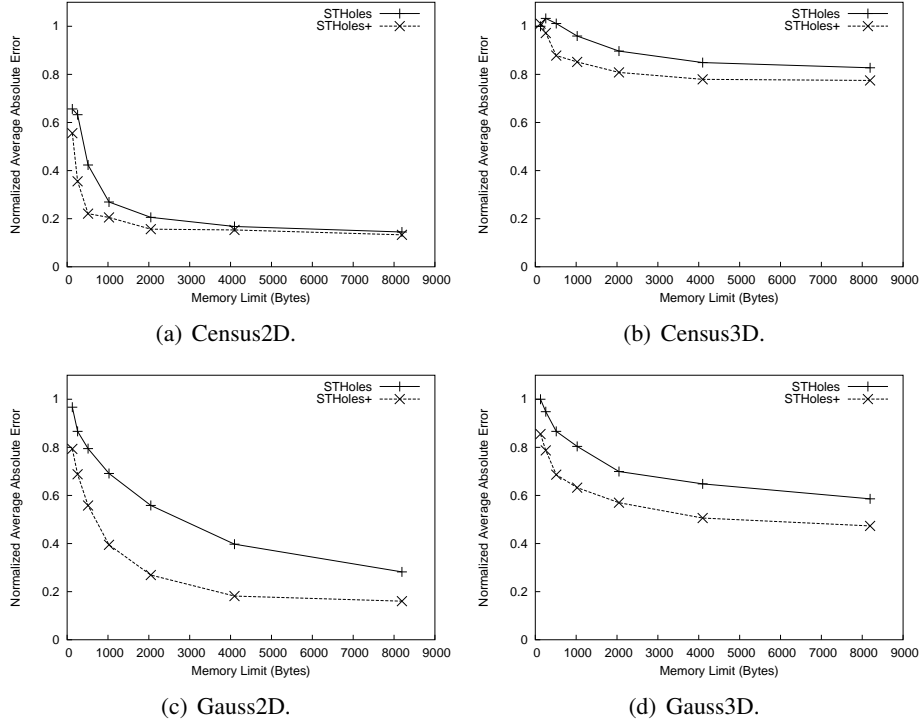 STHoles
STHoles+
Normalized Average Absolute Error
1
0.8
0.6
0.4
0.2
0
0 1000 2000 3000 4000 5000 6000 7000 8000 9000
Memory Limit (Bytes)
(a) Census2D.
STHoles
STHoles+
Normalized Average Absolute Error
1
0.8
0.6
0.4
0.2
0
0 1000 2000 3000 4000 5000 6000 7000 8000 9000
Memory Limit (Bytes)
(b) Census3D.
STHoles
STHoles+
Normalized Average Absolute Error
1
0.8
0.6
0.4
0.2
0
0 1000 2000 3000 4000 5000 6000 7000 8000 9000
Memory Limit (Bytes)
(c) Gauss2D.
STHoles
STHoles+
Normalized Average Absolute Error
1
0.8
0.6
0.4
0.2
0
0 1000 2000 3000 4000 5000 6000 7000 8000 9000
Memory Limit (Bytes)
(d) Gauss3D.